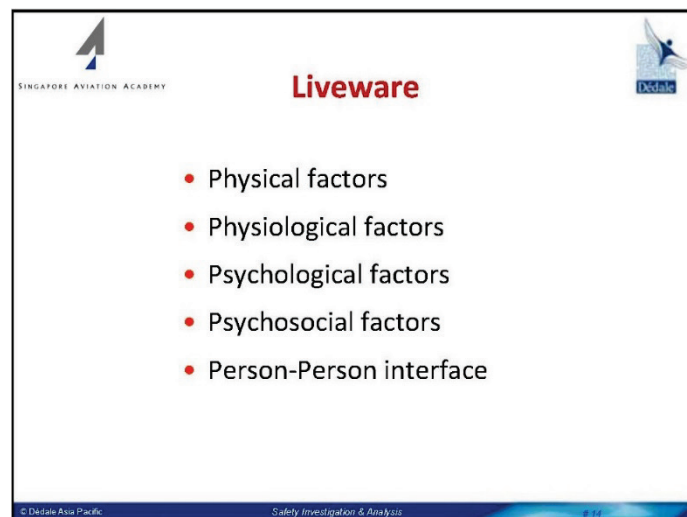 SINGAPORE AVIATION ACADEMY
Dédale
Liveware
• Physical factors
• Physiological factors
• Psychological factors
• Psychosocial factors
• Person-Person interface
© Dédale Asia Pacific
Safety Investigation & Analysis
# 14